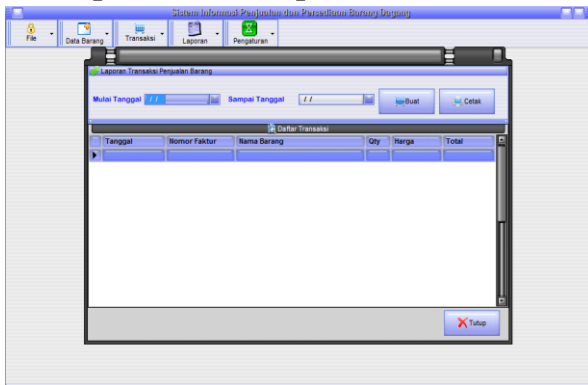 Sistem Informasi Penjualan dan Persediaan Barang Dagang
File Data Barang Transaksi Laporan Pengaturan
Laporan Transaksi Penjualan Barang
Mulai Tanggal / / Sampai Tanggal / / Buat Cetak
Daftar Transaksi
Tanggal Nomor Faktur Nama Barang Qty Harga Total
Tutup